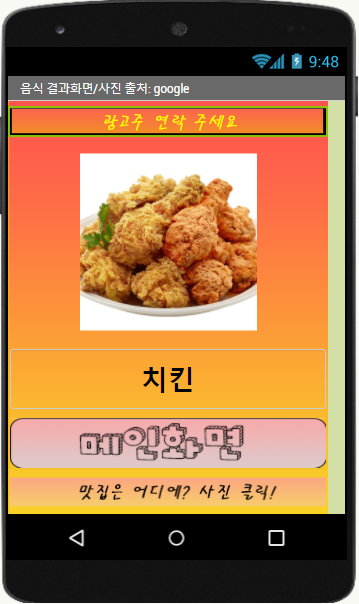 9:48
음식 결과화면/사진 출처: google
광고주 연락 주세요
치킨
메인화면
맛집은 어디에? 사진 클릭!